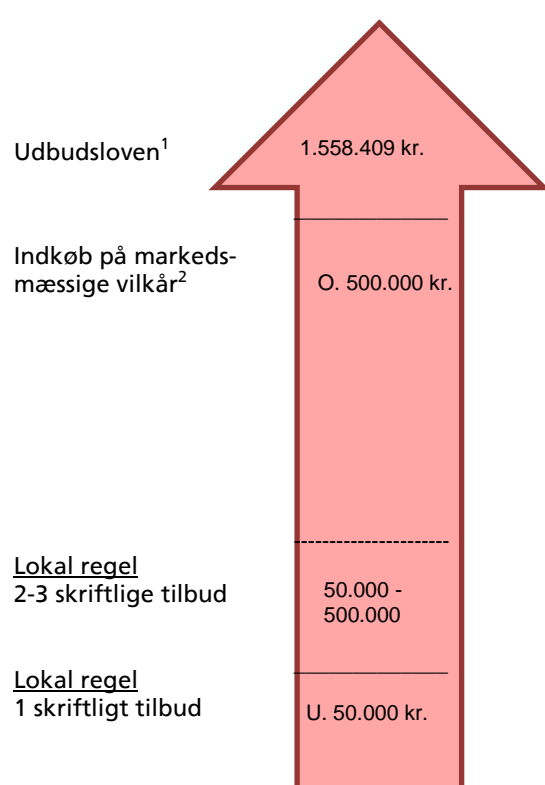 Udbudsloven¹ 1.558.409 kr.
Indkøb på markeds-
mæssige vilkår² O. 500.000 kr.
Lokal regel
2-3 skriftlige tilbud
50.000 -
500.000
Lokal regel
1 skriftligt tilbud
U. 50.000 kr.